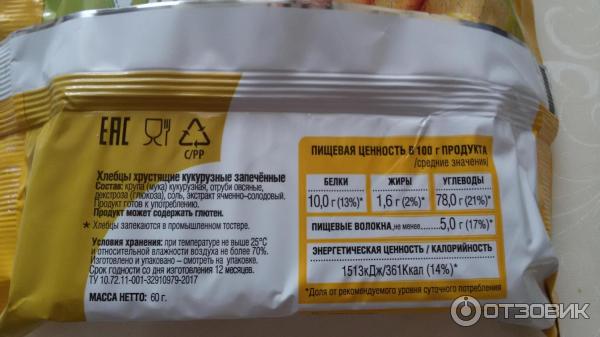 EAC
C/PP
Хлебцы хрустящие кукурузные запечённые
Состав: крупа (мука) кукурузная, отруби овсяные,
декстроза (глюкоза), соль, экстракт ячменно-солодовый.
Продукт готов к употреблению.
Продукт может содержать глютен.
* Хлебцы запекаются в промышленном тостере.
Условия хранения: при температуре не выше 25°С
и относительной влажности воздуха не более 70%.
Изготовлено и упаковано – смотреть на упаковке.
Срок годности со дня изготовления 12 месяцев.
ТУ 10.72.11-001-32910979-2017
МАССА НЕТТО: 60 г.
ПИЩЕВАЯ ЦЕННОСТЬ В 100 г ПРОДУКТА
/средние значения/
БЕЛКИ
ЖИРЫ
УГЛЕВОДЫ
10,0 г (13%)*
1,6 г (2%)*
78,0 г (21%)*
ПИЩЕВЫЕ ВОЛОКНА, не менее
5,0 г (17%)*
ЭНЕРГЕТИЧЕСКАЯ ЦЕННОСТЬ / КАЛОРИЙНОСТЬ
1513кДж/361Ккал (14%)*
*Доля от рекомендуемого уровня суточного потребления
ОТЗОВИК